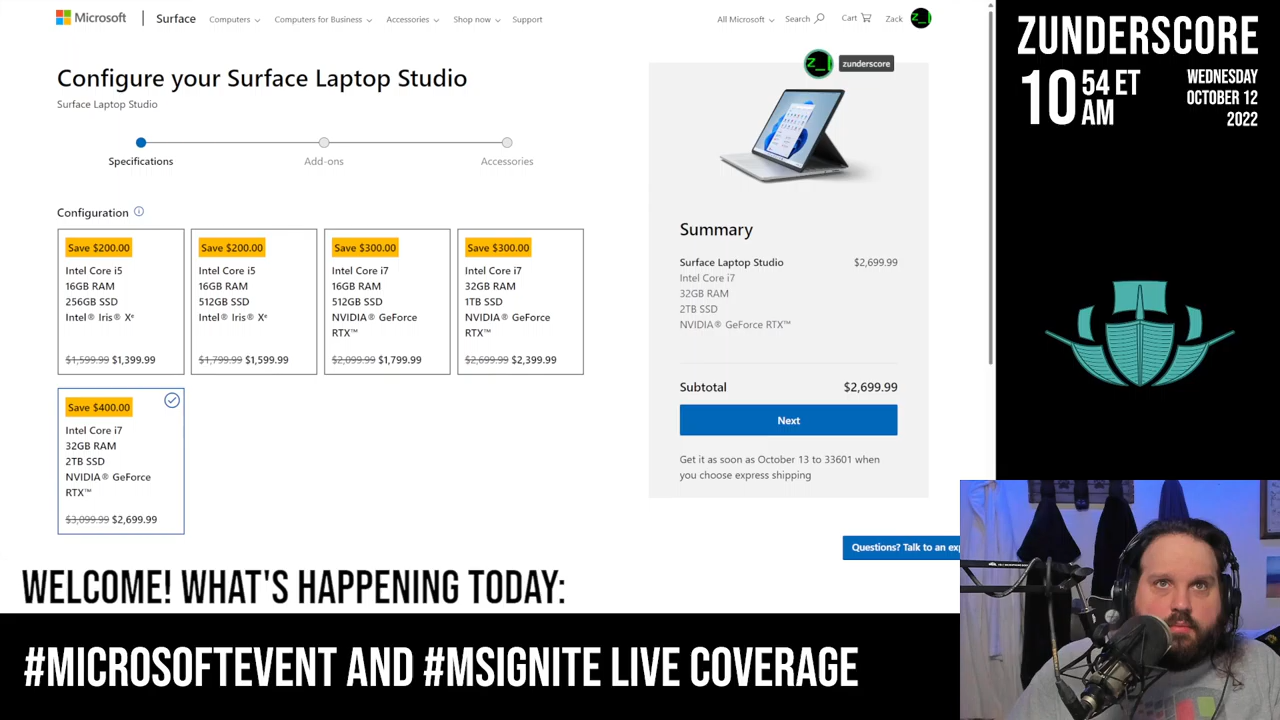 Microsoft
Surface
Computers
Computers for Business
Accessories
Shop now
Support
All Microsoft
Search
Cart
Zack
z_
Configure your Surface Laptop Studio
Surface Laptop Studio
Specifications
Add-ons
Accessories
Configuration
Save $200.00
Intel Core i5
16GB RAM
256GB SSD
Intel® Iris® Xᵉ
$1,599.99 $1,399.99
Save $200.00
Intel Core i5
16GB RAM
512GB SSD
Intel® Iris® Xᵉ
$1,799.99 $1,599.99
Save $300.00
Intel Core i7
16GB RAM
512GB SSD
NVIDIA® GeForce
RTX™
$2,099.99 $1,799.99
Save $300.00
Intel Core i7
32GB RAM
1TB SSD
NVIDIA® GeForce
RTX™
$2,699.99 $2,399.99
Save $400.00
Intel Core i7
32GB RAM
2TB SSD
NVIDIA® GeForce
RTX™
$3,099.99 $2,699.99
z_
zunderscore
Summary
Surface Laptop Studio $2,699.99
Intel Core i7
32GB RAM
2TB SSD
NVIDIA® GeForce RTX™
Subtotal $2,699.99
Next
Get it as soon as October 13 to 33601 when
you choose express shipping
Questions? Talk to an exp
ZUNDERSCORE
10 54 ET
AM
WEDNESDAY
OCTOBER 12
2022
WELCOME! WHAT'S HAPPENING TODAY:
#MICROSOFTEVENT AND #MSIGNITE LIVE COVERAGE